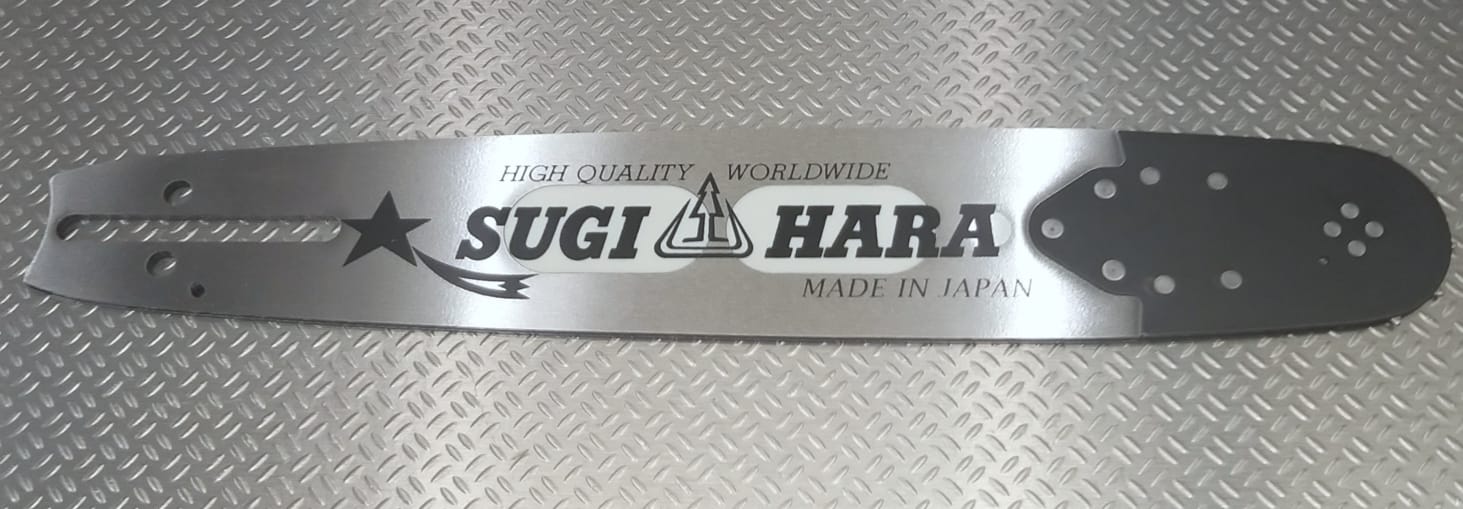 HIGH QUALITY WORLDWIDE
SUGI HARA
MADE IN JAPAN